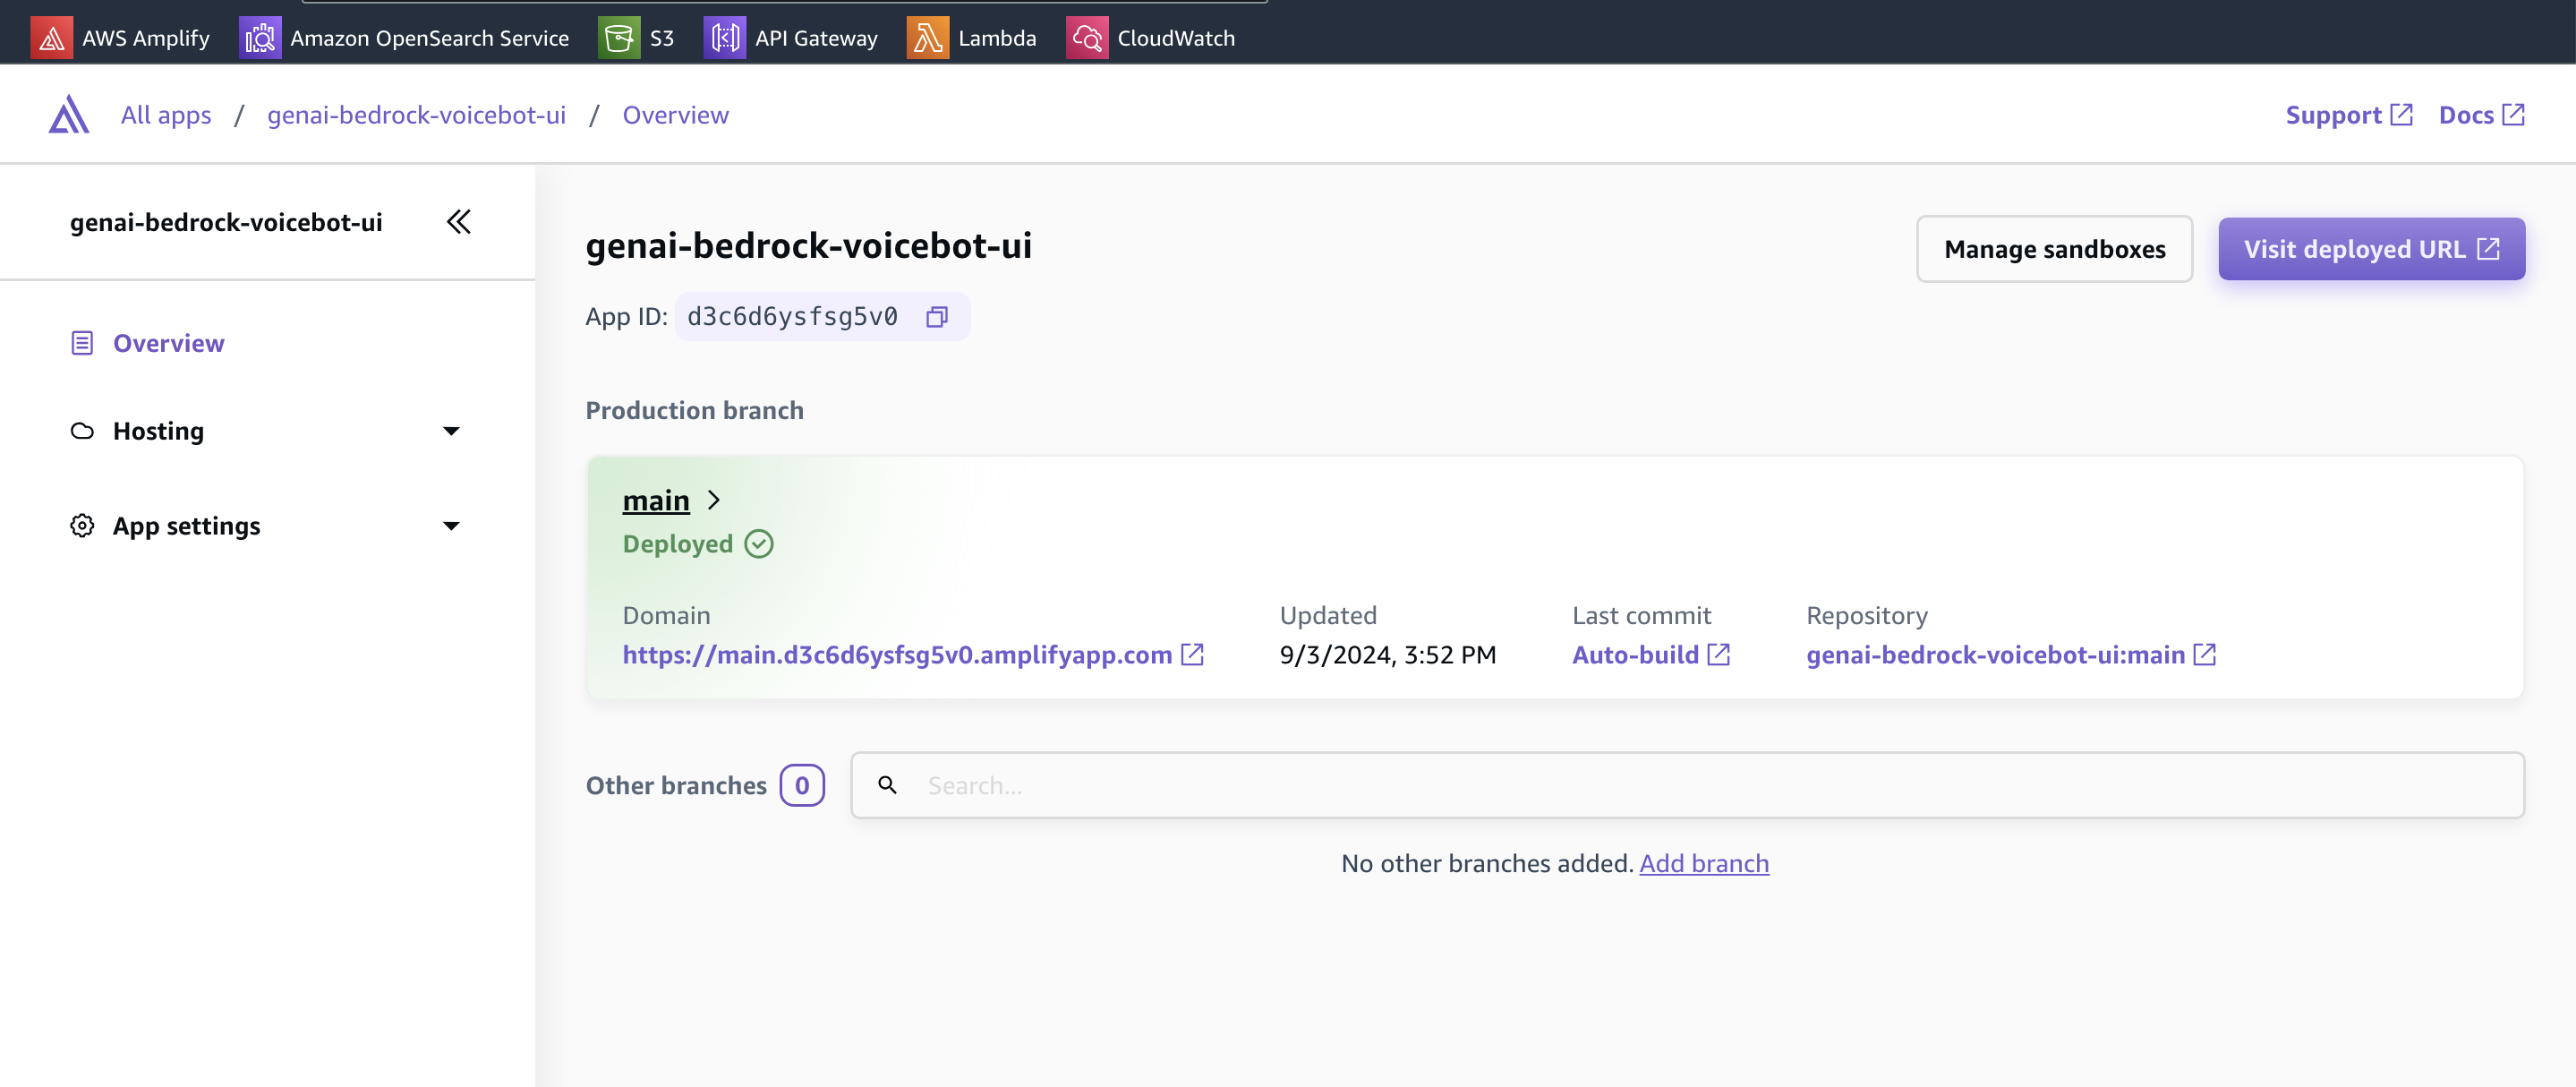 AWS Amplify Amazon OpenSearch Service S3 API Gateway Lambda CloudWatch
All apps / genai-bedrock-voicebot-ui / Overview Support Docs
genai-bedrock-voicebot-ui
Overview
Hosting
App settings
genai-bedrock-voicebot-ui
Manage sandboxes Visit deployed URL
App ID: d3c6d6ysfsg5v0
Production branch
main
Deployed
Domain Updated Last commit Repository
https://main.d3c6d6ysfsg5v0.amplifyapp.com 9/3/2024, 3:52 PM Auto-build genai-bedrock-voicebot-ui:main
Other branches 0 Search...
No other branches added. Add branch